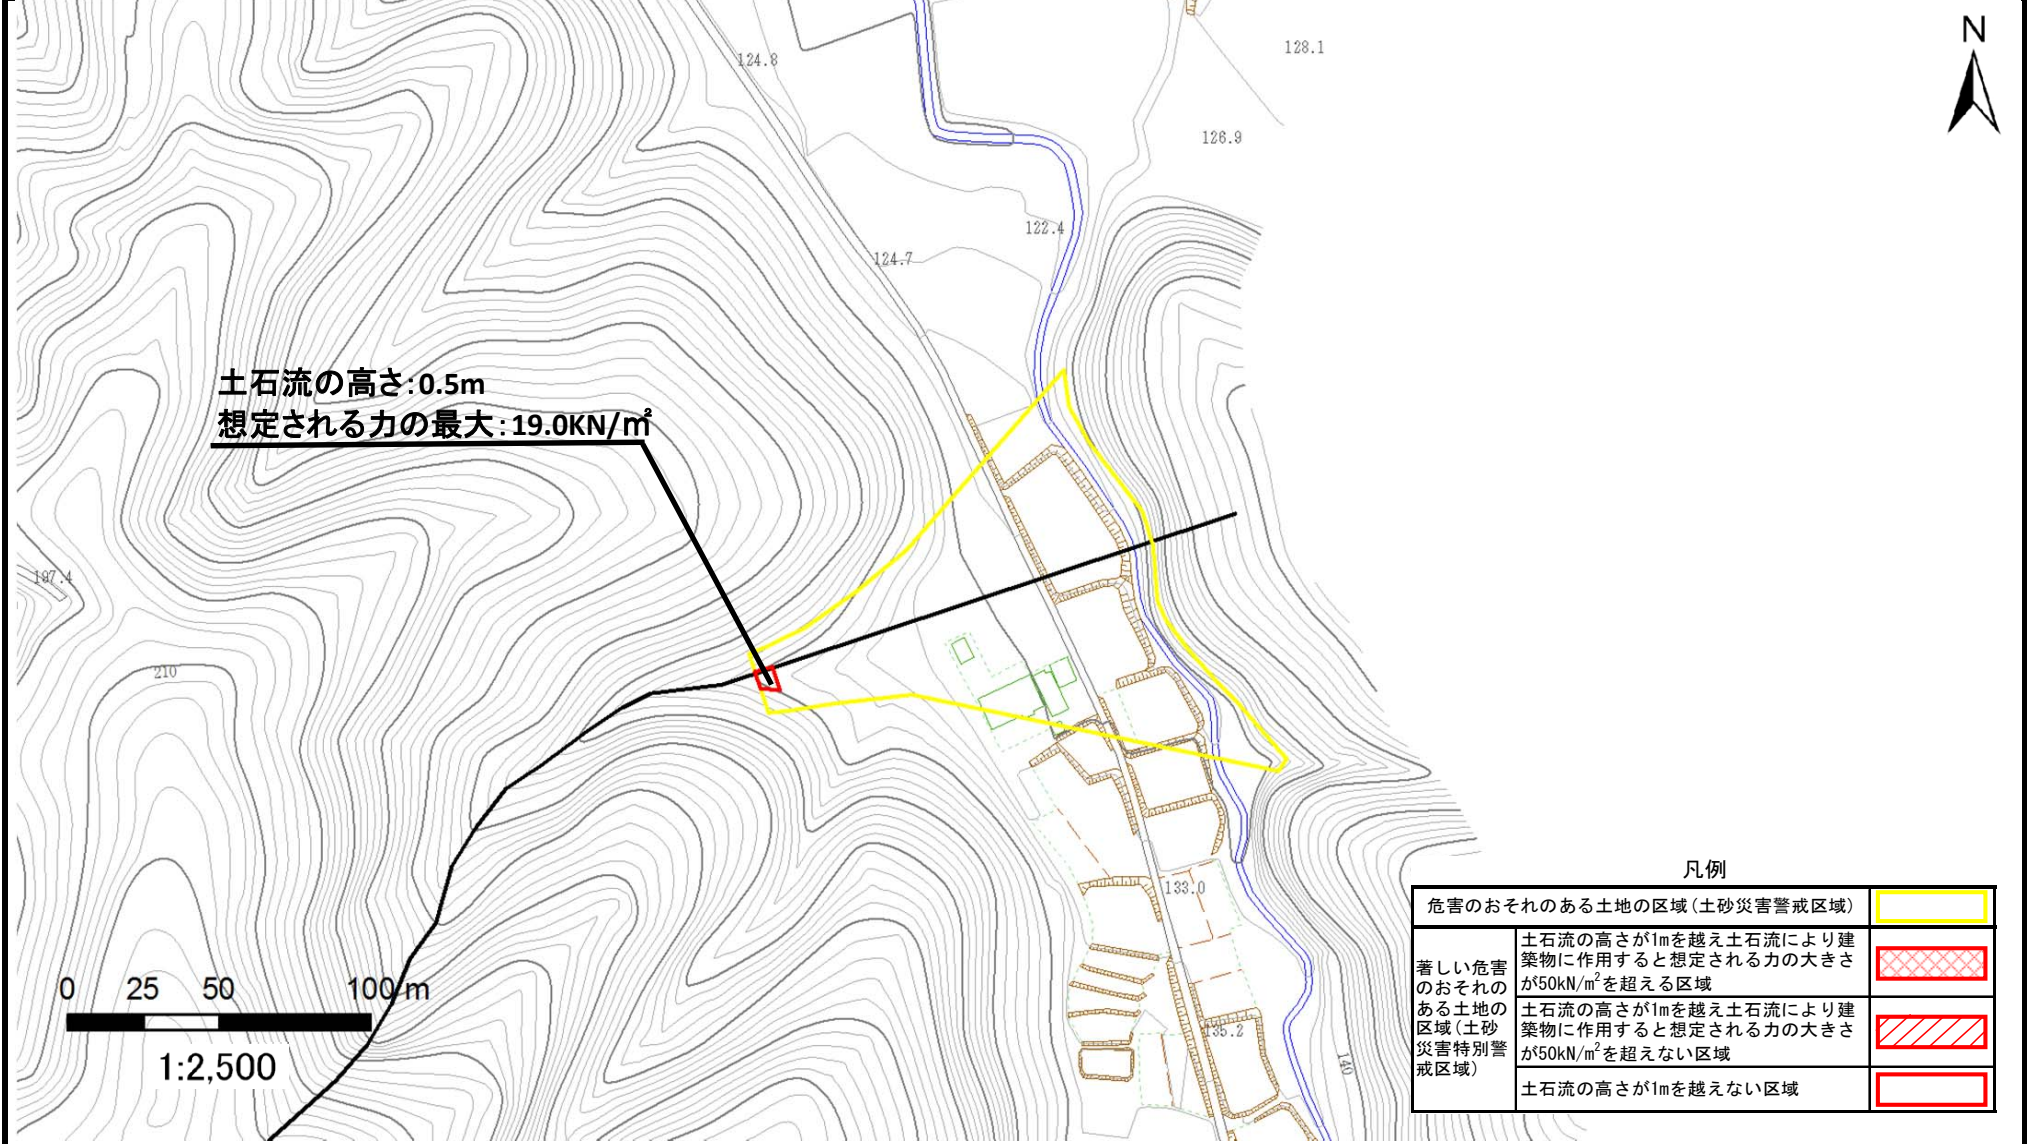 N
124.8
128.1
126.9
122.4
124.7
土石流の高さ:0.5m
想定される力の最大:19.0KN/㎡
197.4
210
133.0
135.2
140
0 25 50 100 m
1:2,500
凡例
危害のおそれのある土地の区域(土砂災害警戒区域)
著しい危害
のおそれの
ある土地の
区域(土砂
災害特別警
戒区域)
土石流の高さが1mを越え土石流により建
築物に作用すると想定される力の大きさ
が50kN/m²を超える区域
土石流の高さが1mを越え土石流により建
築物に作用すると想定される力の大きさ
が50kN/m²を超えない区域
土石流の高さが1mを越えない区域